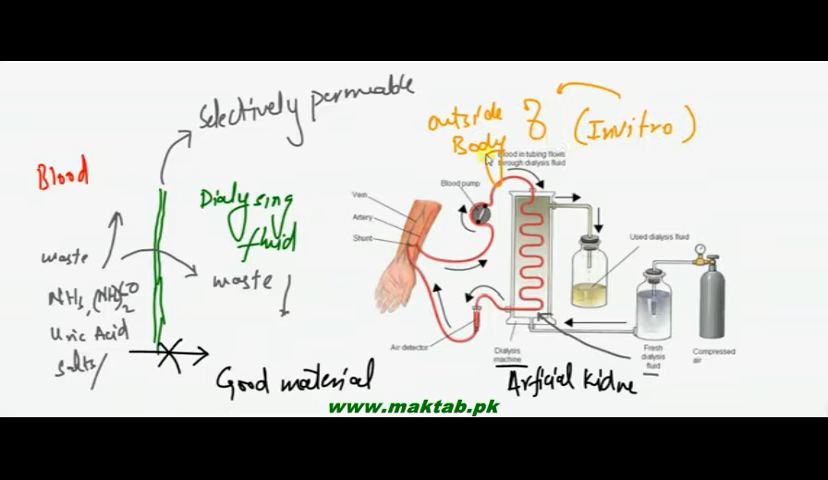 Selectively permeable
outside
Body
(Invitro)
Blood
Dialysing
fluid
waste
NH3, (NH2)2CO
Uric Acid
salts
waste
Good material
Blood in tubing flows
through dialysis fluid
Blood pump
Vein
Artery
Shunt
Used dialysis fluid
Air detector
Dialysis
machine
Fresh
dialysis
fluid
Compressed
air
Arficial kidne
www.maktab.pk